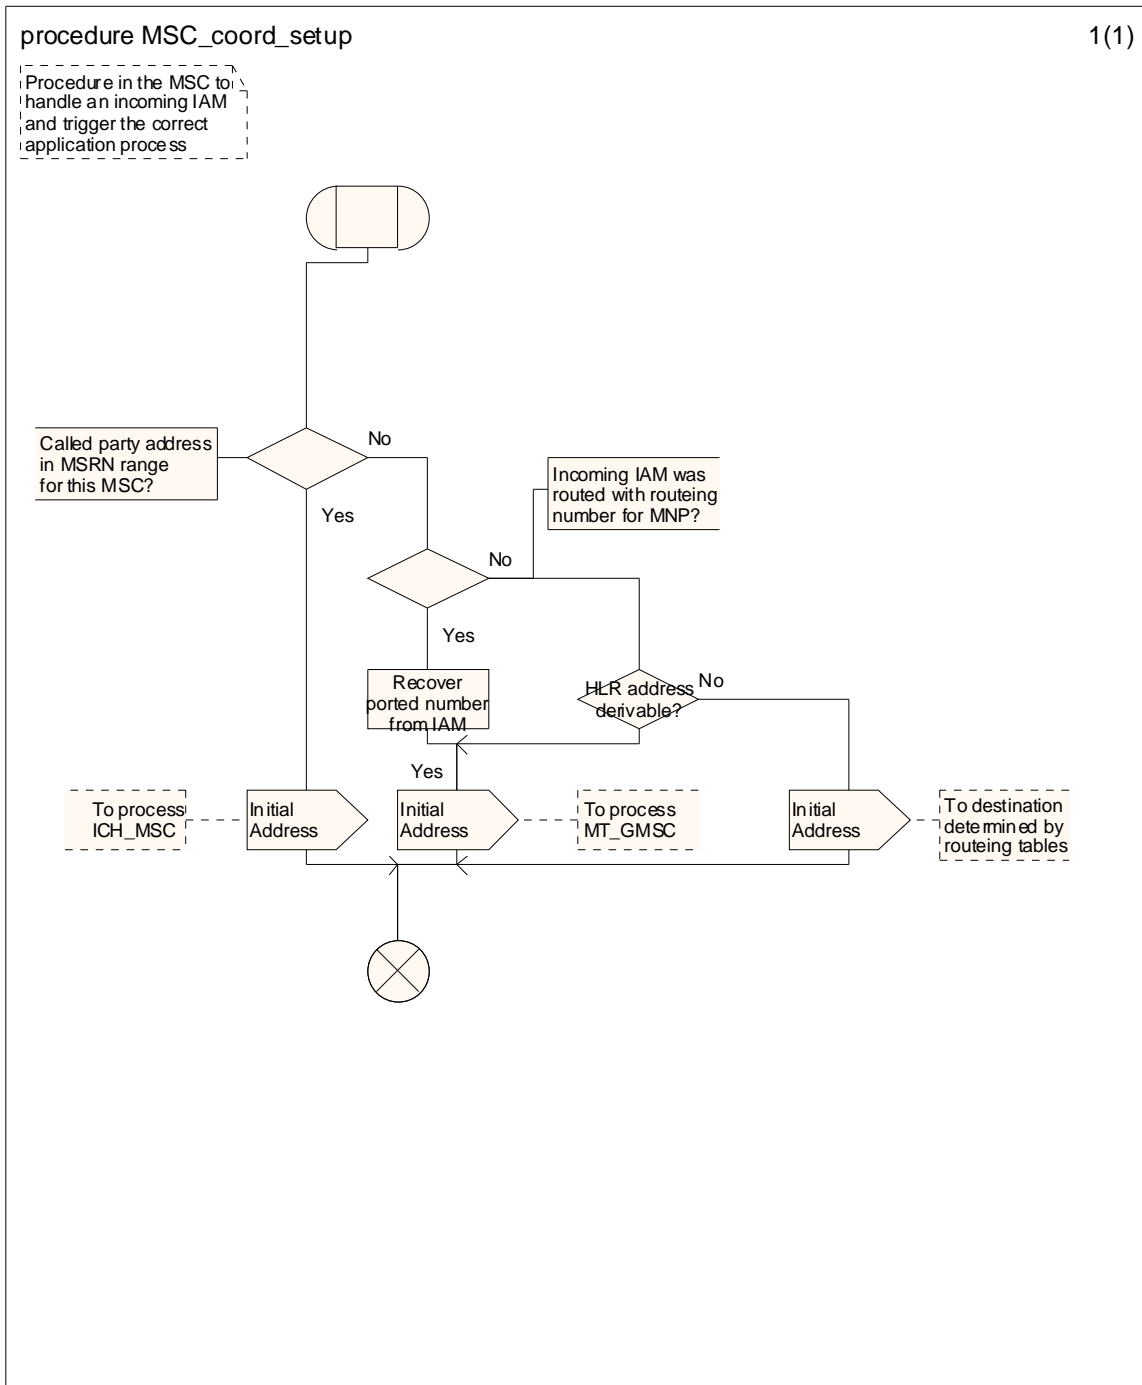 procedure MSC_coord_setup
1(1)
Procedure in the MSC to
handle an incoming IAM
and trigger the correct
application process
Called party address
in MSRN range
for this MSC?
No
Yes
Incoming IAM was
routed with routeing
number for MNP?
No
Yes
Recover
ported number
from IAM
HLR address
derivable?
No
Yes
To process
ICH_MSC
Initial
Address
Initial
Address
To process
MT_GMSC
Initial
Address
To destination
determined by
routeing tables